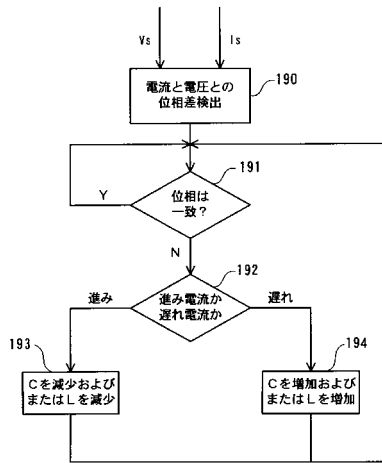 Vs
Is
電流と電圧との
位相差検出
190
191
位相は
一致?
Y
N
192
進み電流か
遅れ電流か
進み
遅れ
193
Cを減少および
またはLを減少
194
Cを増加および
またはLを増加